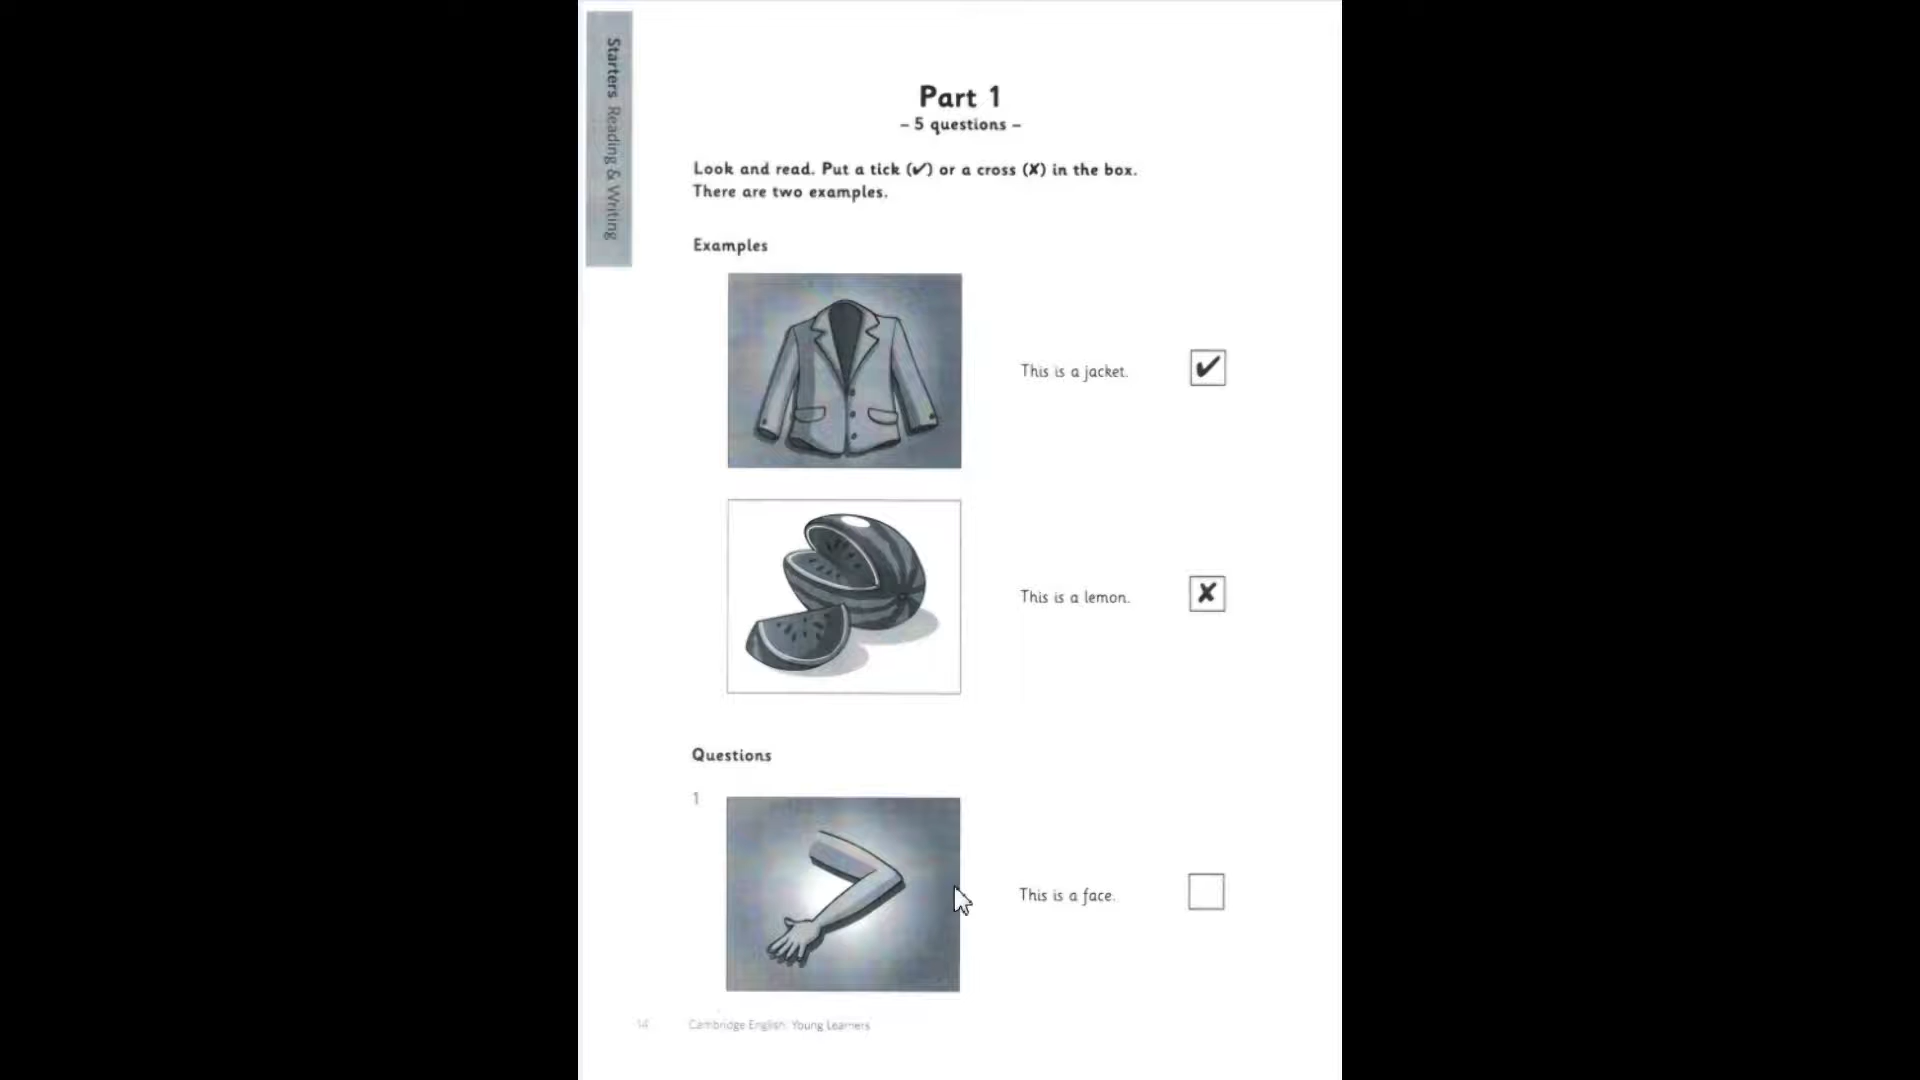 Starters Reading & Writing
Part 1
– 5 questions –
Look and read. Put a tick (✔) or a cross (✘) in the box.
There are two examples.
Examples
This is a jacket. ✔
This is a lemon. ✘
Questions
1
This is a face.
14 Cambridge English: Young Learners